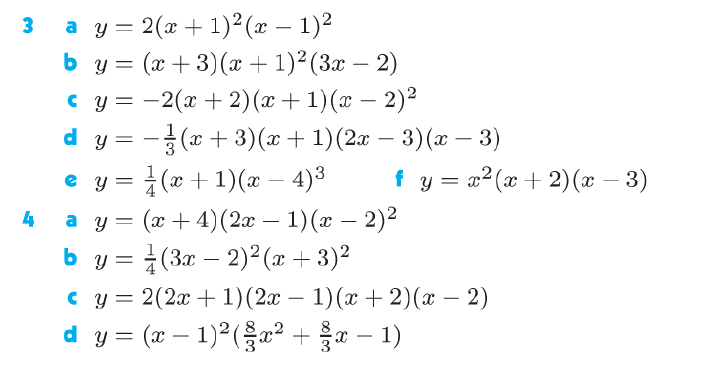 3 a y = 2(x + 1)²(x − 1)²
b y = (x + 3)(x + 1)²(3x − 2)
c y = −2(x + 2)(x + 1)(x − 2)²
d y = −⅓(x + 3)(x + 1)(2x − 3)(x − 3)
e y = ¼(x + 1)(x − 4)³ f y = x²(x + 2)(x − 3)
4 a y = (x + 4)(2x − 1)(x − 2)²
b y = ¼(3x − 2)²(x + 3)²
c y = 2(2x + 1)(2x − 1)(x + 2)(x − 2)
d y = (x − 1)²(8/3x² + 8/3x − 1)